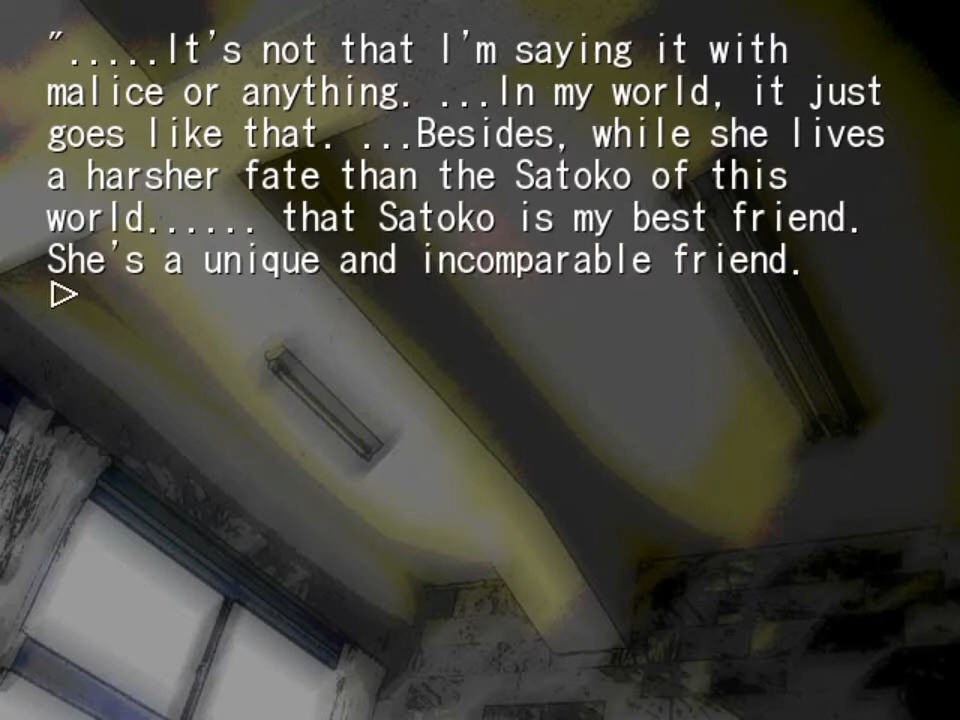 ".....It's not that I'm saying it with
malice or anything. ...In my world, it just
goes like that. ...Besides, while she lives
a harsher fate than the Satoko of this
world...... that Satoko is my best friend.
She's a unique and incomparable friend.